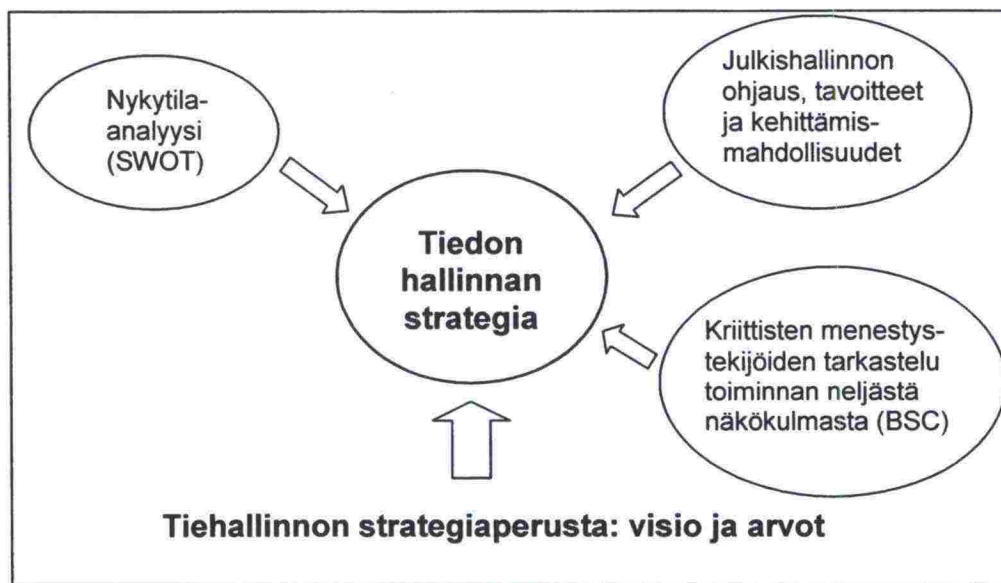 Nykytila-
analyysi
(SWOT)
Julkishallinnon
ohjaus, tavoitteet
ja kehittämis-
mahdollisuudet
Tiedon
hallinnan
strategia
Kriittisten menestys-
tekijöiden tarkastelu
toiminnan neljästä
näkökulmasta (BSC)
Tiehallinnon strategiaperusta: visio ja arvot